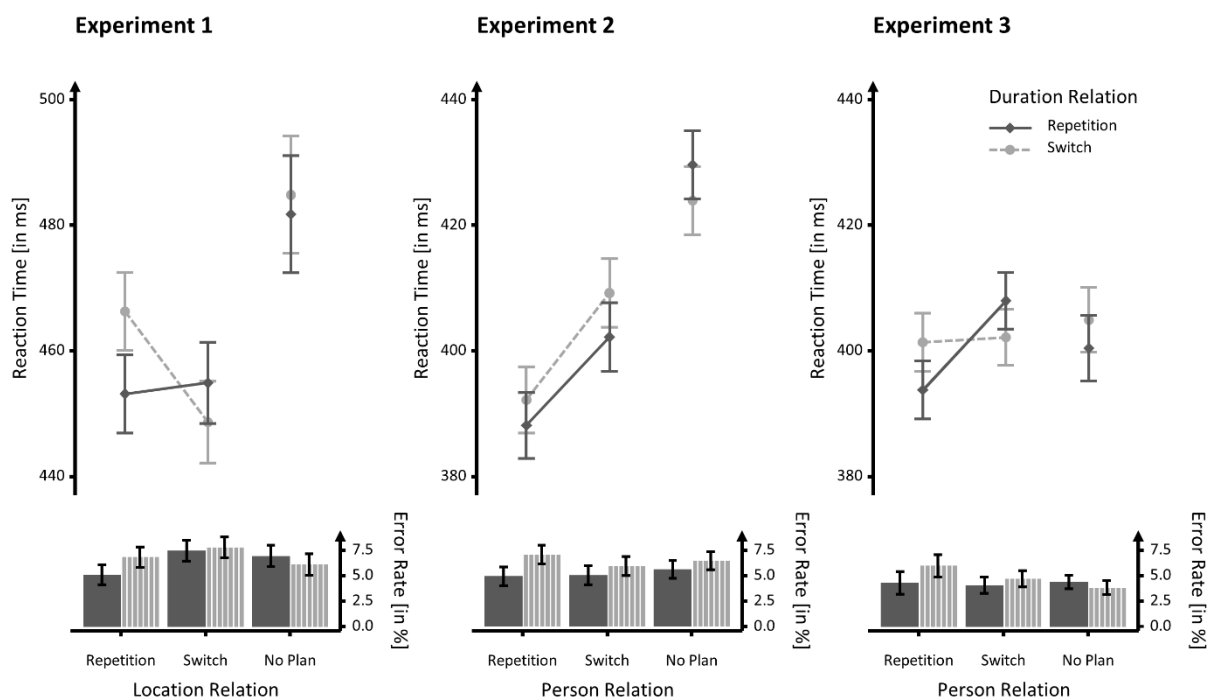 Experiment 1
Experiment 2
Experiment 3
Reaction Time [in ms]
500
480
460
440
Reaction Time [in ms]
440
420
400
380
Reaction Time [in ms]
440
420
400
380
Duration Relation
Repetition
Switch
Error Rate [in %]
7.5
5.0
2.5
0.0
Error Rate [in %]
7.5
5.0
2.5
0.0
Error Rate [in %]
7.5
5.0
2.5
0.0
Repetition Switch No Plan
Repetition Switch No Plan
Repetition Switch No Plan
Location Relation
Person Relation
Person Relation